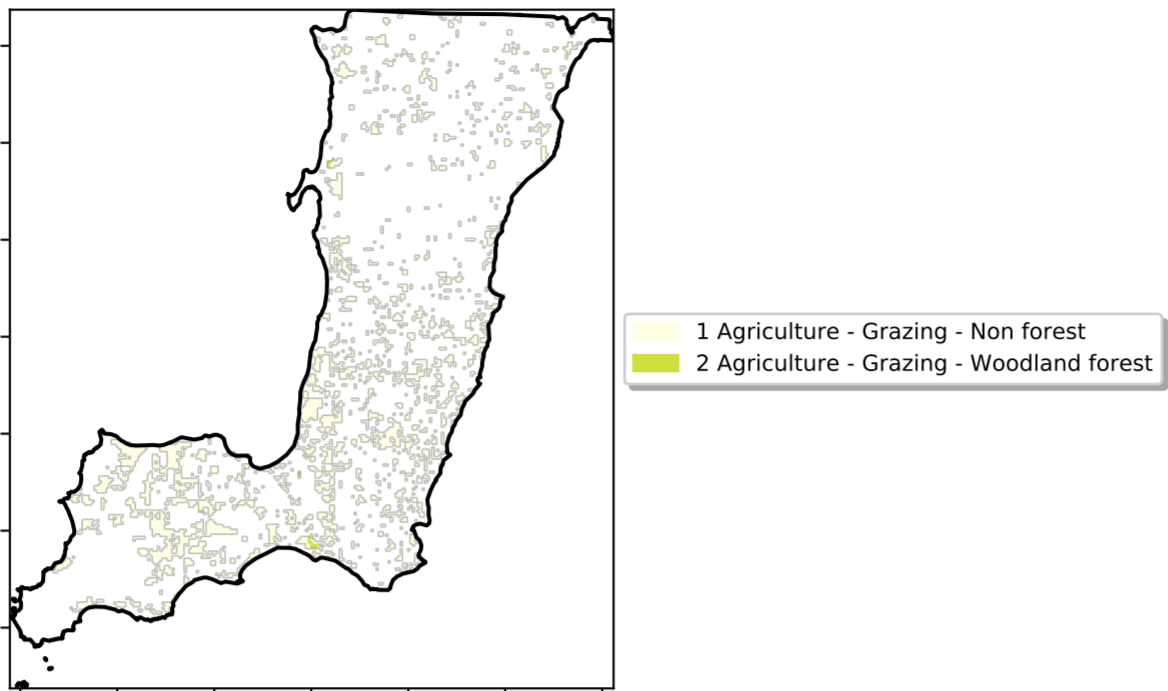 1 Agriculture - Grazing - Non forest
2 Agriculture - Grazing - Woodland forest